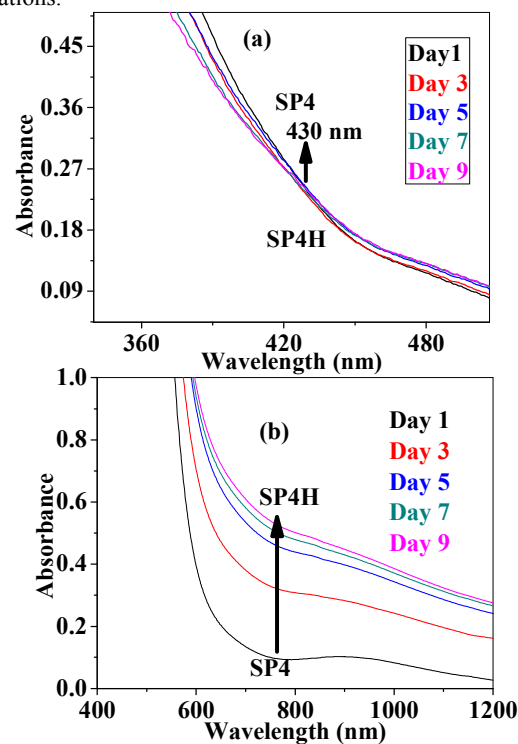 ations.
(a)
0.45
0.36
0.27
0.18
0.09
Absorbance
SP4
430 nm
SP4H
Day1
Day 3
Day 5
Day 7
Day 9
360 420 480
Wavelength (nm)
(b)
1.0
0.8
0.6
0.4
0.2
0.0
Absorbance
SP4H
SP4
Day 1
Day 3
Day 5
Day 7
Day 9
400 600 800 1000 1200
Wavelength (nm)